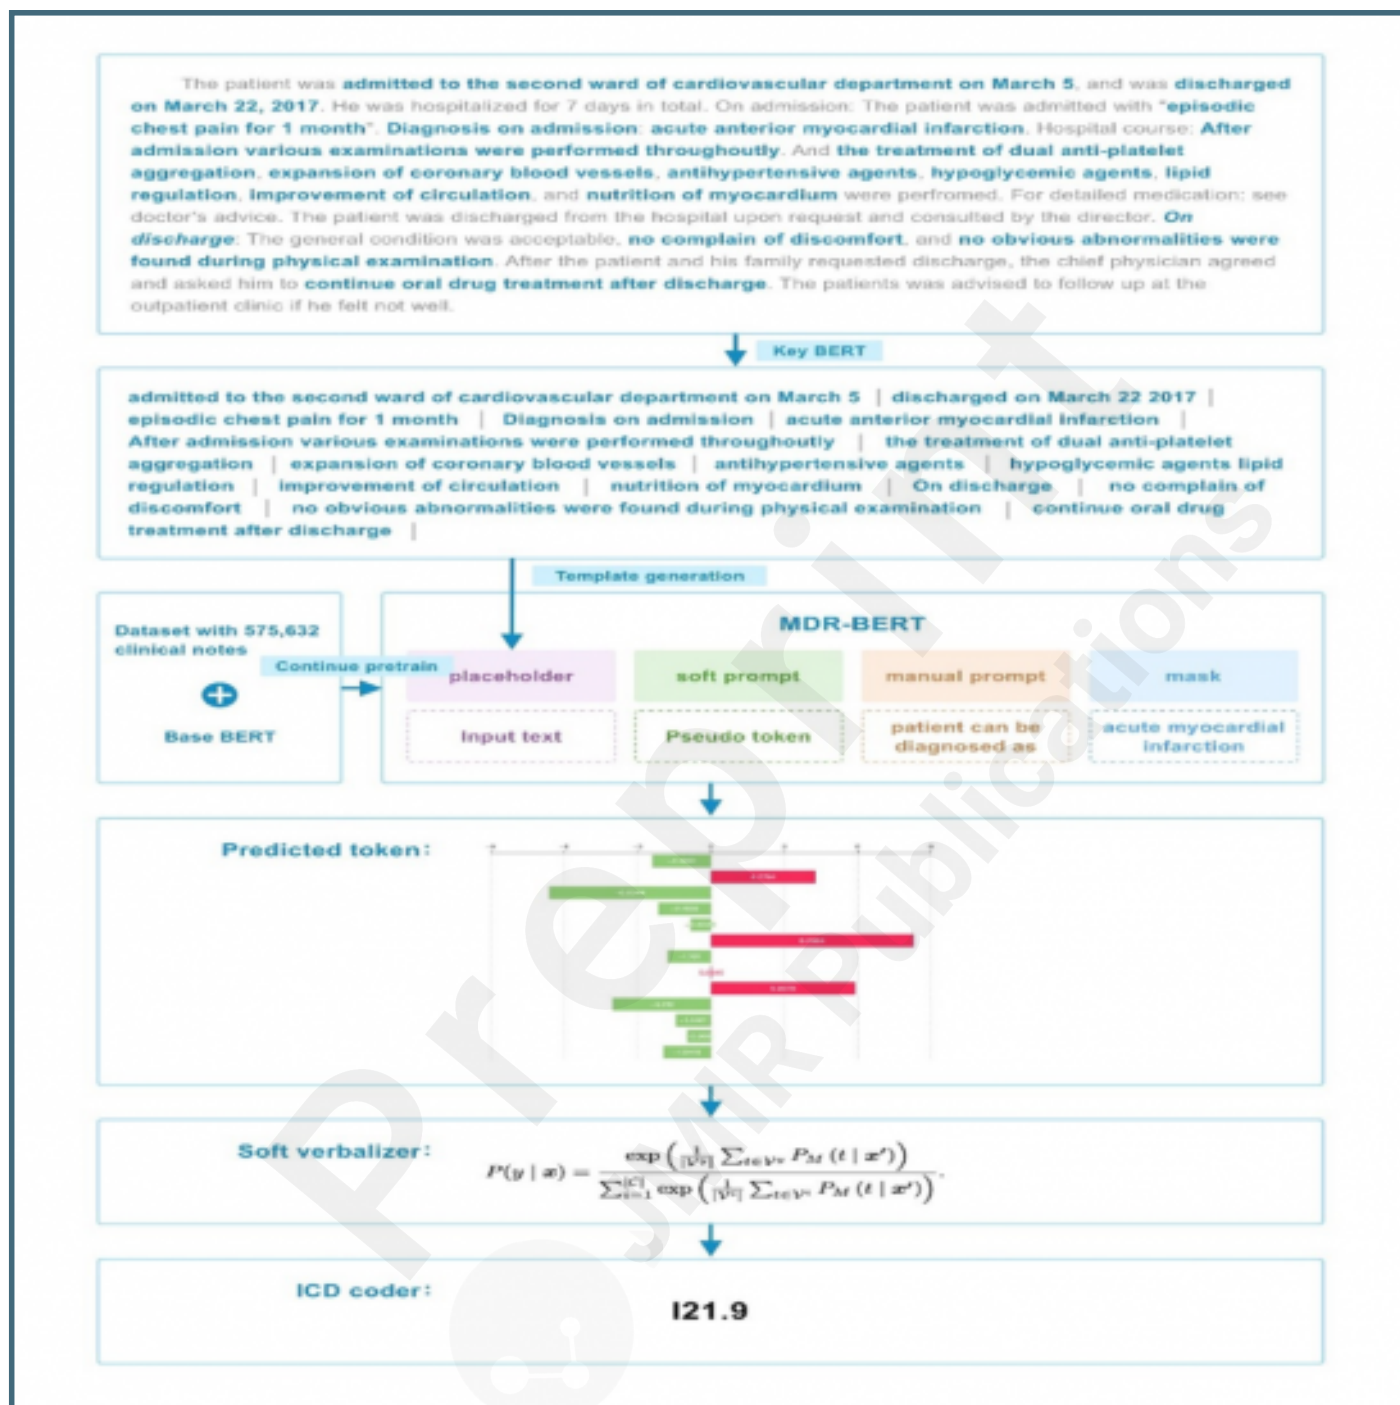 The patient was admitted to the second ward of cardiovascular department on March 5, and was discharged
on March 22, 2017. He was hospitalized for 7 days in total. On admission: The patient was admitted with "episodic
chest pain for 1 month". Diagnosis on admission: acute anterior myocardial infarction. Hospital course: After
admission various examinations were performed throughoutly. And the treatment of dual anti-platelet
aggregation, expansion of coronary blood vessels, antihypertensive agents, hypoglycemic agents, lipid
regulation, improvement of circulation, and nutrition of myocardium were perfromed. For detailed medication: see
doctor's advice. The patient was discharged from the hospital upon request and consulted by the director. On
discharge: The general condition was acceptable, no complain of discomfort, and no obvious abnormalities were
found during physical examination. After the patient and his family requested discharge, the chief physician agreed
and asked him to continue oral drug treatment after discharge. The patients was advised to follow up at the
outpatient clinic if he felt not well.
Key BERT
admitted to the second ward of cardiovascular department on March 5 | discharged on March 22 2017 |
episodic chest pain for 1 month | Diagnosis on admission | acute anterior myocardial infarction |
After admission various examinations were performed throughoutly | the treatment of dual anti-platelet
aggregation | expansion of coronary blood vessels | antihypertensive agents | hypoglycemic agents lipid
regulation | improvement of circulation | nutrition of myocardium | On discharge | no complain of
discomfort | no obvious abnormalities were found during physical examination | continue oral drug
treatment after discharge |
Template generation
Dataset with 575,632
clinical notes
Base BERT
Continue pretrain
MDR-BERT
placeholder soft prompt manual prompt mask
Input text Pseudo token patient can be diagnosed as acute myocardial infarction
Predicted token:
Soft verbalizer:
ICD coder:
I21.9
Preprint
JMIR Publications